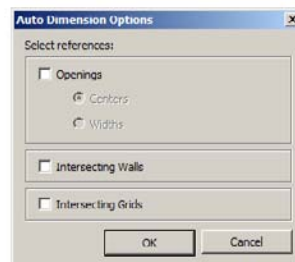 Auto Dimension Options
Select references:
Openings
Centers
Widths
Intersecting Walls
Intersecting Grids
OK
Cancel